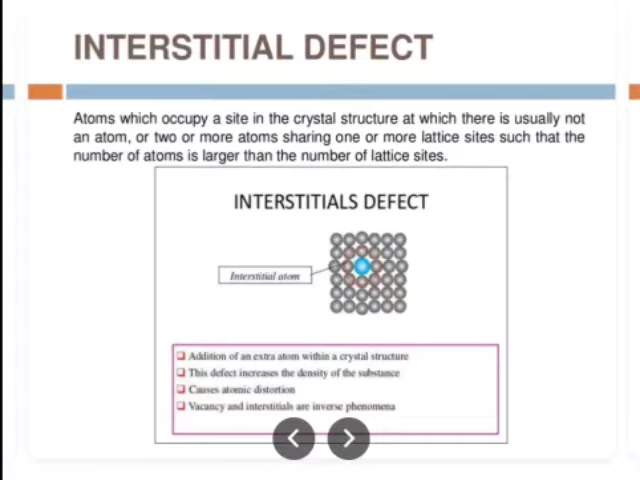 INTERSTITIAL DEFECT
Atoms which occupy a site in the crystal structure at which there is usually not
an atom, or two or more atoms sharing one or more lattice sites such that the
number of atoms is larger than the number of lattice sites.
INTERSTITIALS DEFECT
Interstitial atom
Addition of an extra atom within a crystal structure
This defect increases the density of the substance
Causes atomic distortion
Vacancy and interstitials are inverse phenomena